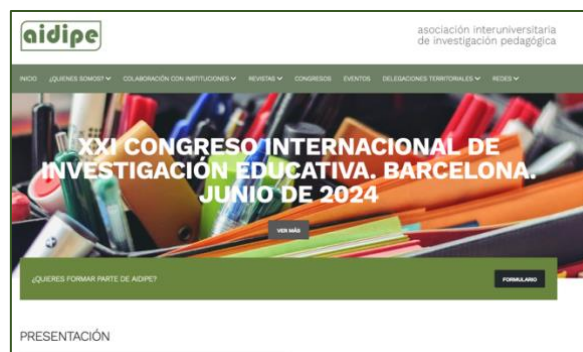 aidipe
asociación interuniversitaria
de investigación pedagógica
INICIO ¿QUIENES SOMOS? COLABORACIÓN CON INSTITUCIONES REVISTAS CONGRESOS EVENTOS DELEGACIONES TERRITORIALES REDES
XXI CONGRESO INTERNACIONAL DE
INVESTIGACIÓN EDUCATIVA. BARCELONA.
JUNIO DE 2024
VER MÁS
¿QUIERES FORMAR PARTE DE AIDIPE?
FORMULARIO
PRESENTACIÓN